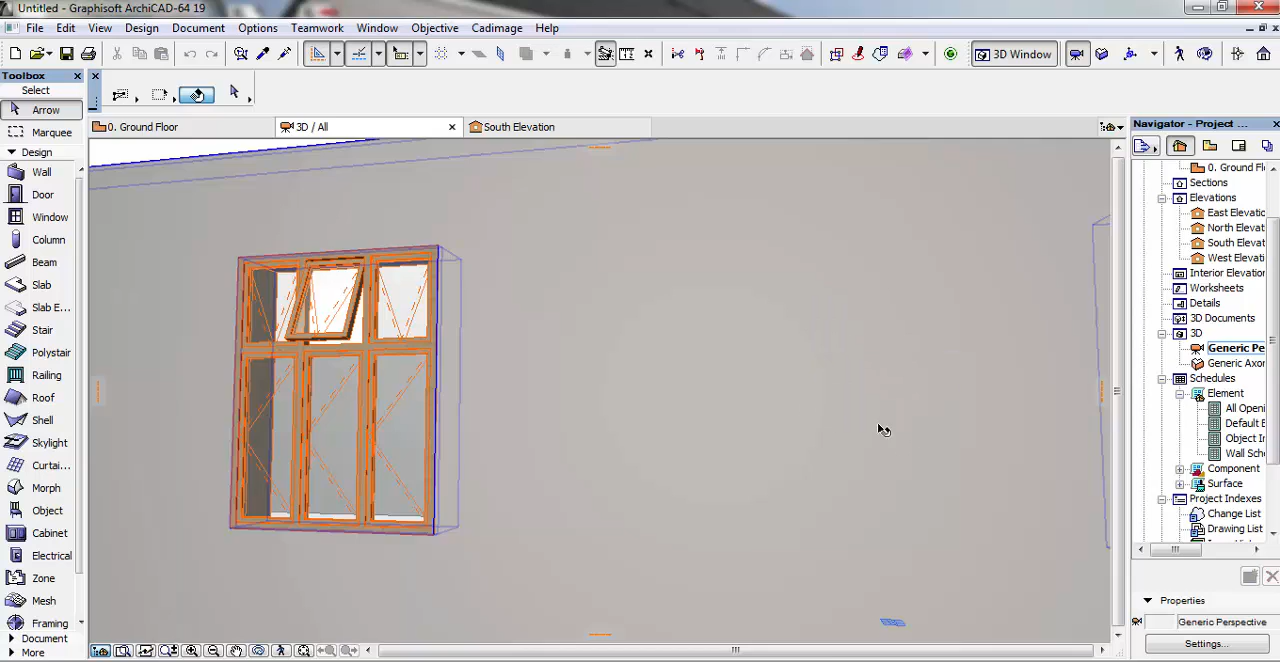 Untitled - Graphisoft ArchiCAD-64 19
File Edit View Design Document Options Teamwork Window Objective Cadimage Help
3D Window
Toolbox
Select
Arrow
Marquee
Design
Wall
Door
Window
Column
Beam
Slab
Slab E...
Stair
Polystair
Railing
Roof
Shell
Skylight
Curtai...
Morph
Object
Cabinet
Electrical
Zone
Mesh
Framing
Document
More
0. Ground Floor
3D / All
South Elevation
Navigator - Project ...
0. Ground Fl
Sections
Elevations
East Elevatio
North Elevat
South Elevat
West Elevati
Interior Elevation
Worksheets
Details
3D Documents
3D
Generic Pe
Generic Axor
Schedules
Element
All Openi
Default E
Object In
Wall Sch
Component
Surface
Project Indexes
Change List
Drawing List
Properties
Generic Perspective
Settings...